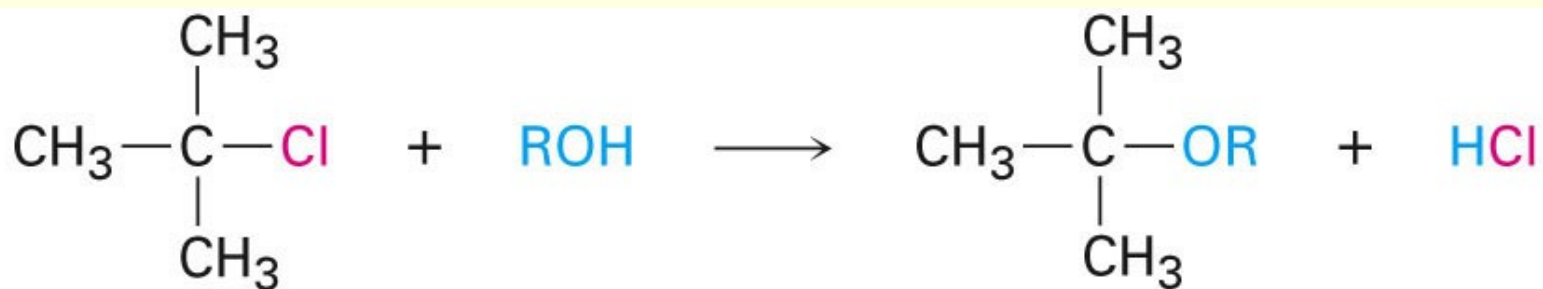 CH₃ CH₃
CH₃—C—Cl + ROH ⟶ CH₃—C—OR + HCl
CH₃ CH₃